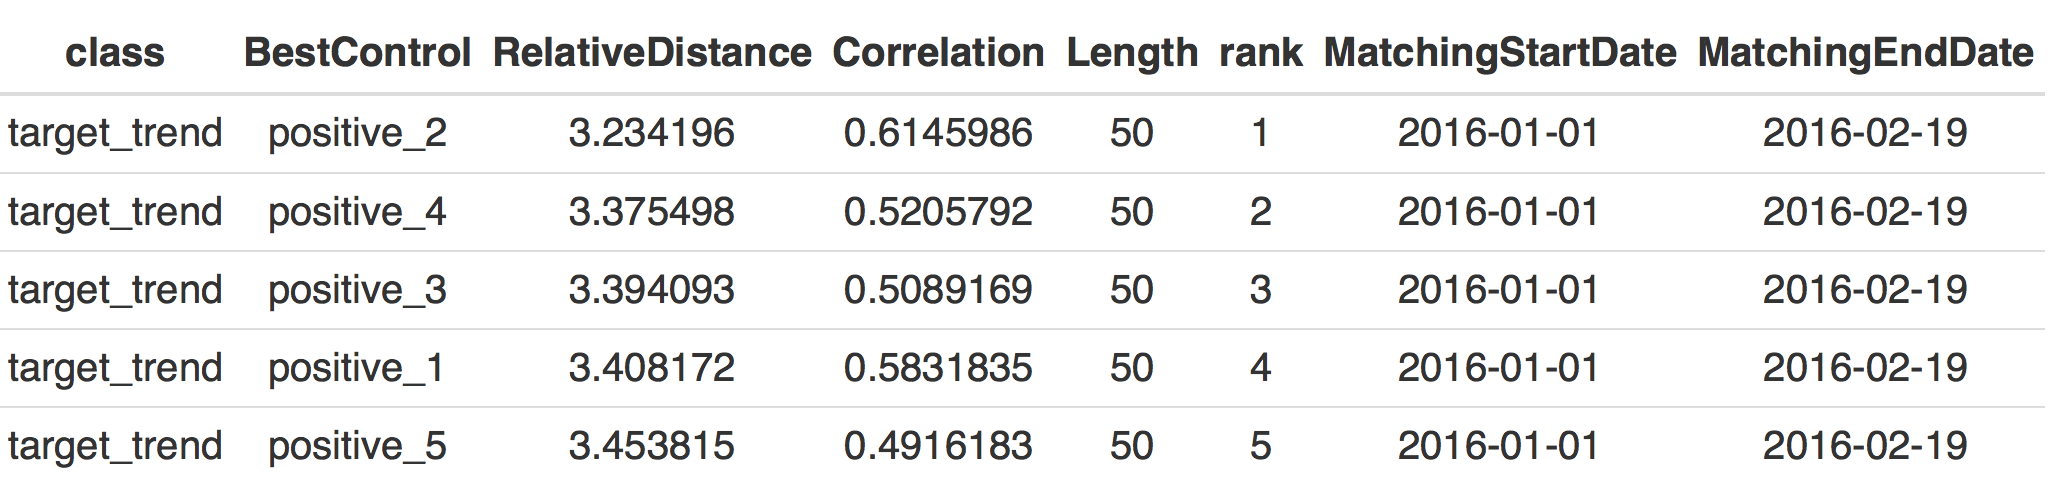 class BestControl RelativeDistance Correlation Length rank MatchingStartDate MatchingEndDate
target_trend positive_2 3.234196 0.6145986 50 1 2016-01-01 2016-02-19
target_trend positive_4 3.375498 0.5205792 50 2 2016-01-01 2016-02-19
target_trend positive_3 3.394093 0.5089169 50 3 2016-01-01 2016-02-19
target_trend positive_1 3.408172 0.5831835 50 4 2016-01-01 2016-02-19
target_trend positive_5 3.453815 0.4916183 50 5 2016-01-01 2016-02-19